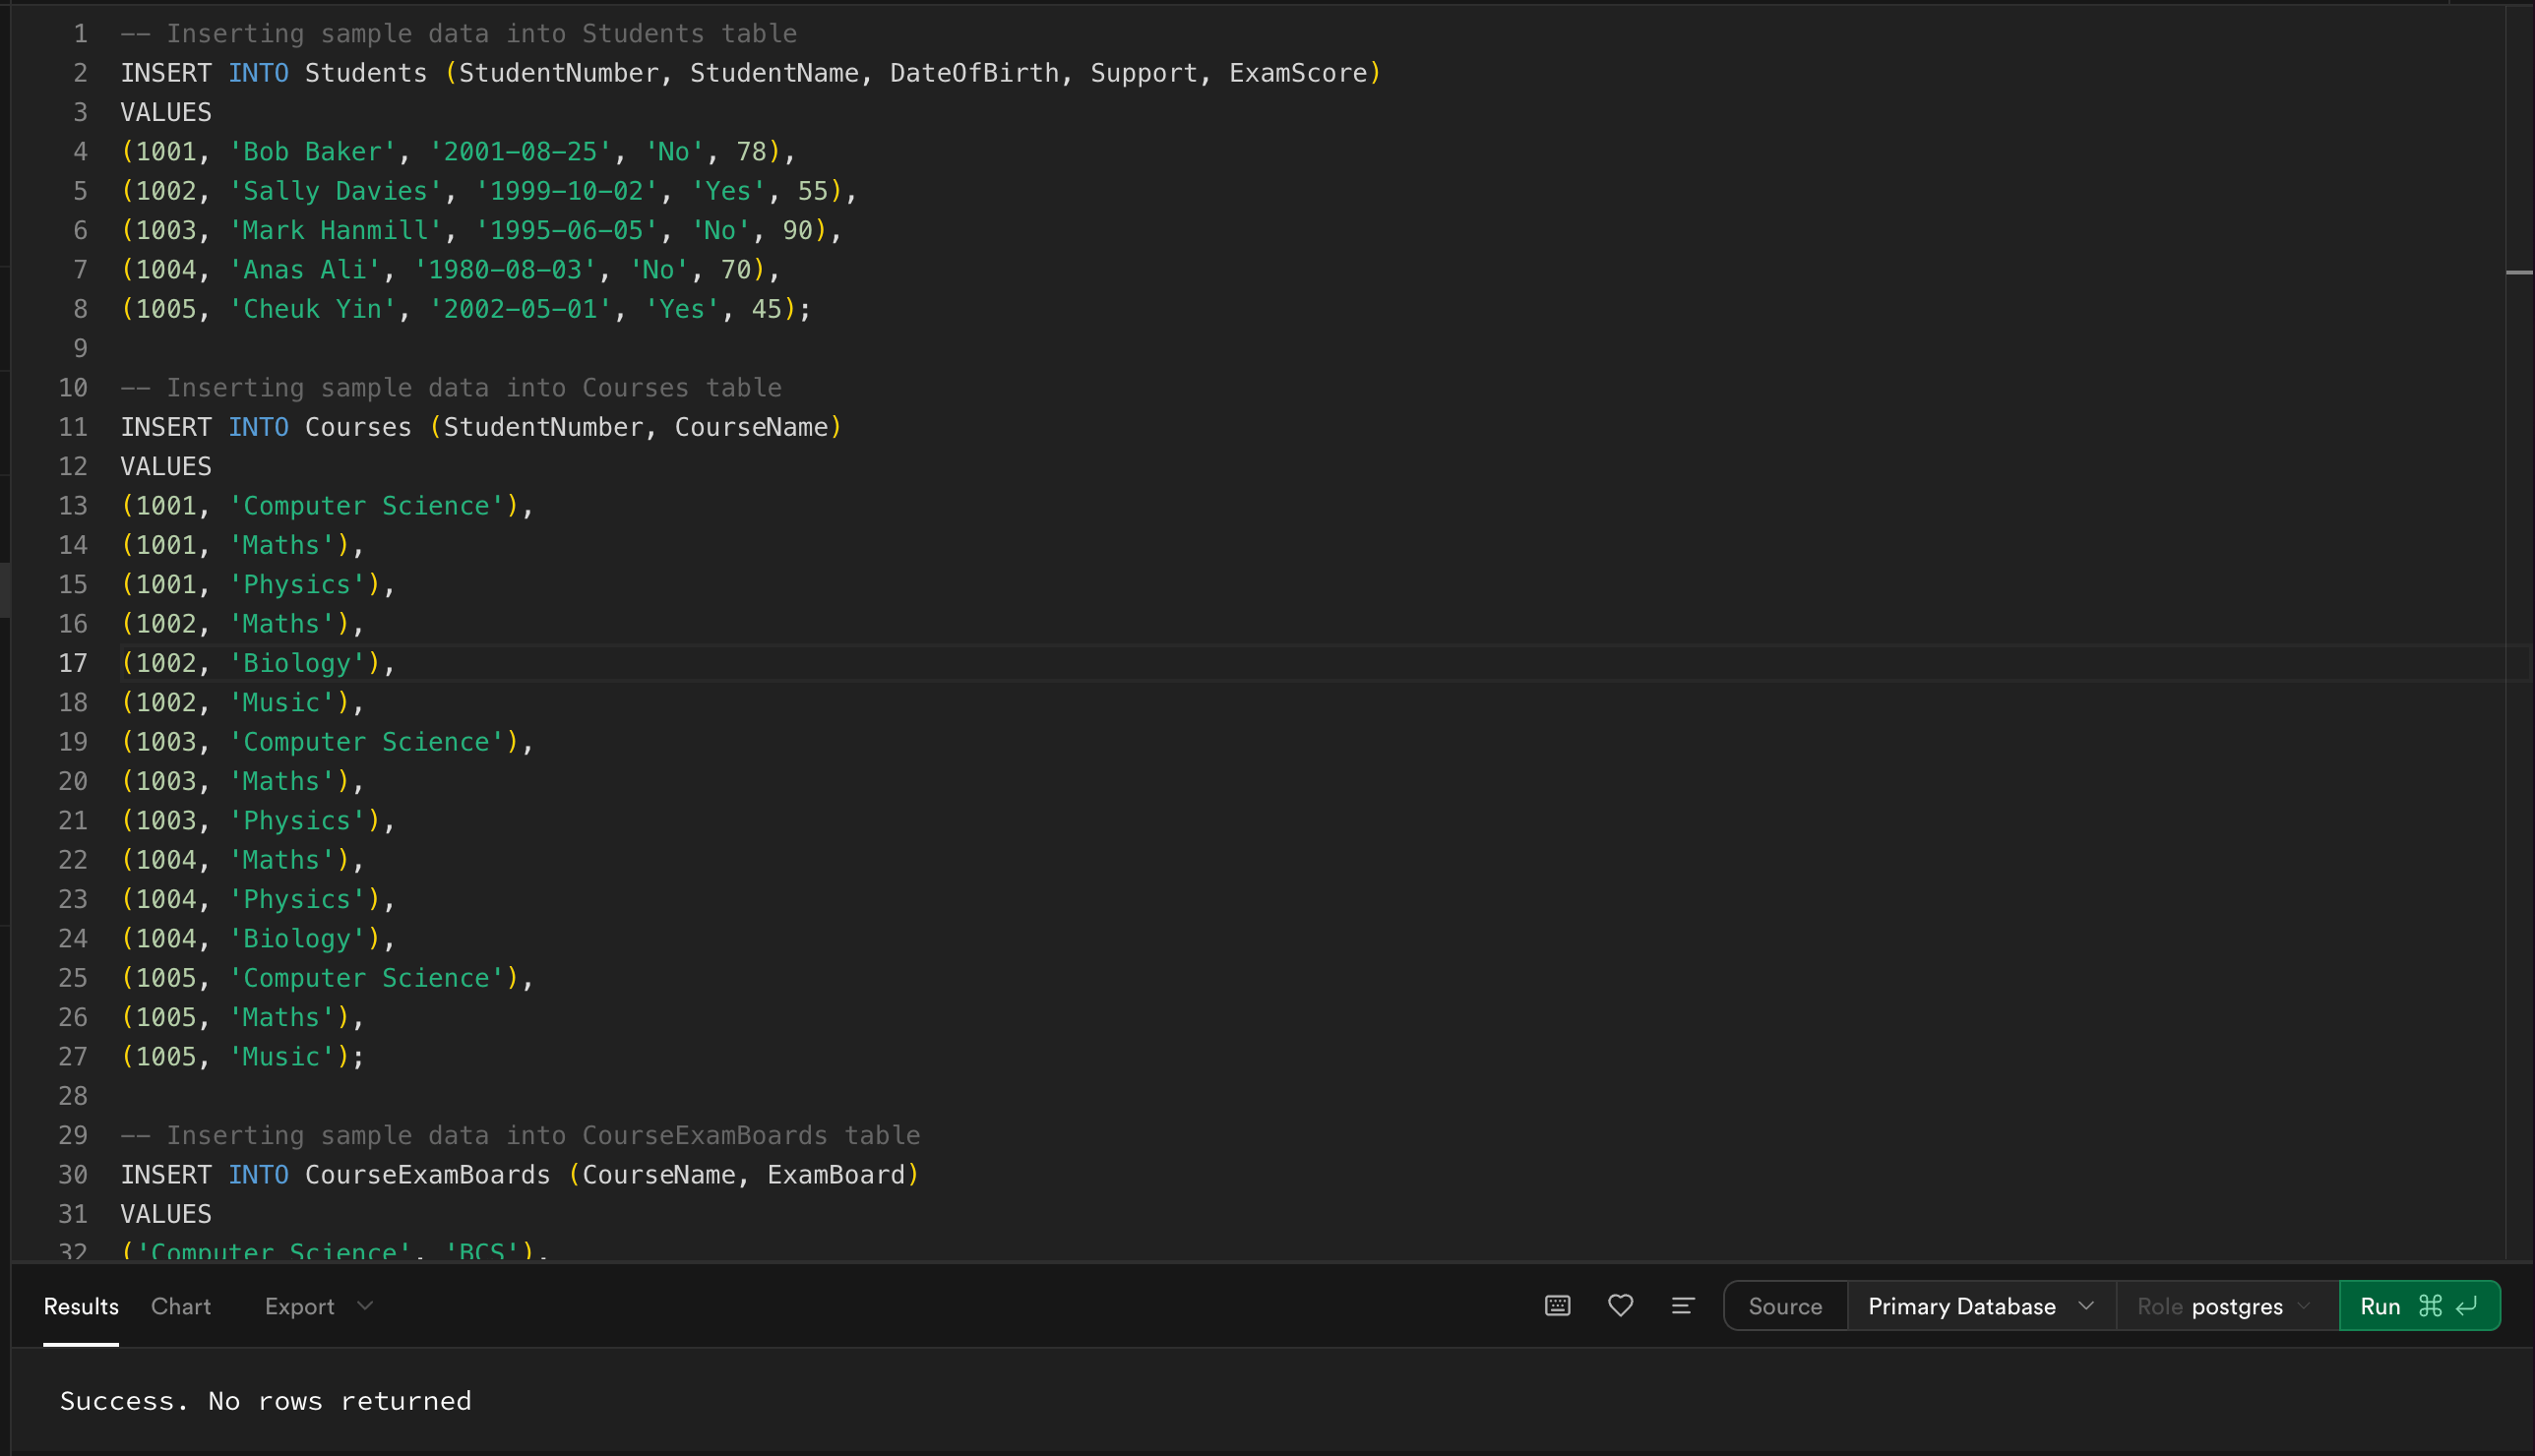 1 -- Inserting sample data into Students table
2 INSERT INTO Students (StudentNumber, StudentName, DateOfBirth, Support, ExamScore)
3 VALUES
4 (1001, 'Bob Baker', '2001-08-25', 'No', 78),
5 (1002, 'Sally Davies', '1999-10-02', 'Yes', 55),
6 (1003, 'Mark Hanmill', '1995-06-05', 'No', 90),
7 (1004, 'Anas Ali', '1980-08-03', 'No', 70),
8 (1005, 'Cheuk Yin', '2002-05-01', 'Yes', 45);
9
10 -- Inserting sample data into Courses table
11 INSERT INTO Courses (StudentNumber, CourseName)
12 VALUES
13 (1001, 'Computer Science'),
14 (1001, 'Maths'),
15 (1001, 'Physics'),
16 (1002, 'Maths'),
17 (1002, 'Biology'),
18 (1002, 'Music'),
19 (1003, 'Computer Science'),
20 (1003, 'Maths'),
21 (1003, 'Physics'),
22 (1004, 'Maths'),
23 (1004, 'Physics'),
24 (1004, 'Biology'),
25 (1005, 'Computer Science'),
26 (1005, 'Maths'),
27 (1005, 'Music');
28
29 -- Inserting sample data into CourseExamBoards table
30 INSERT INTO CourseExamBoards (CourseName, ExamBoard)
31 VALUES
32 ('Computer Science', 'BCS'),
Results Chart Export Source Primary Database Role postgres Run ⌘ ↵
Success. No rows returned